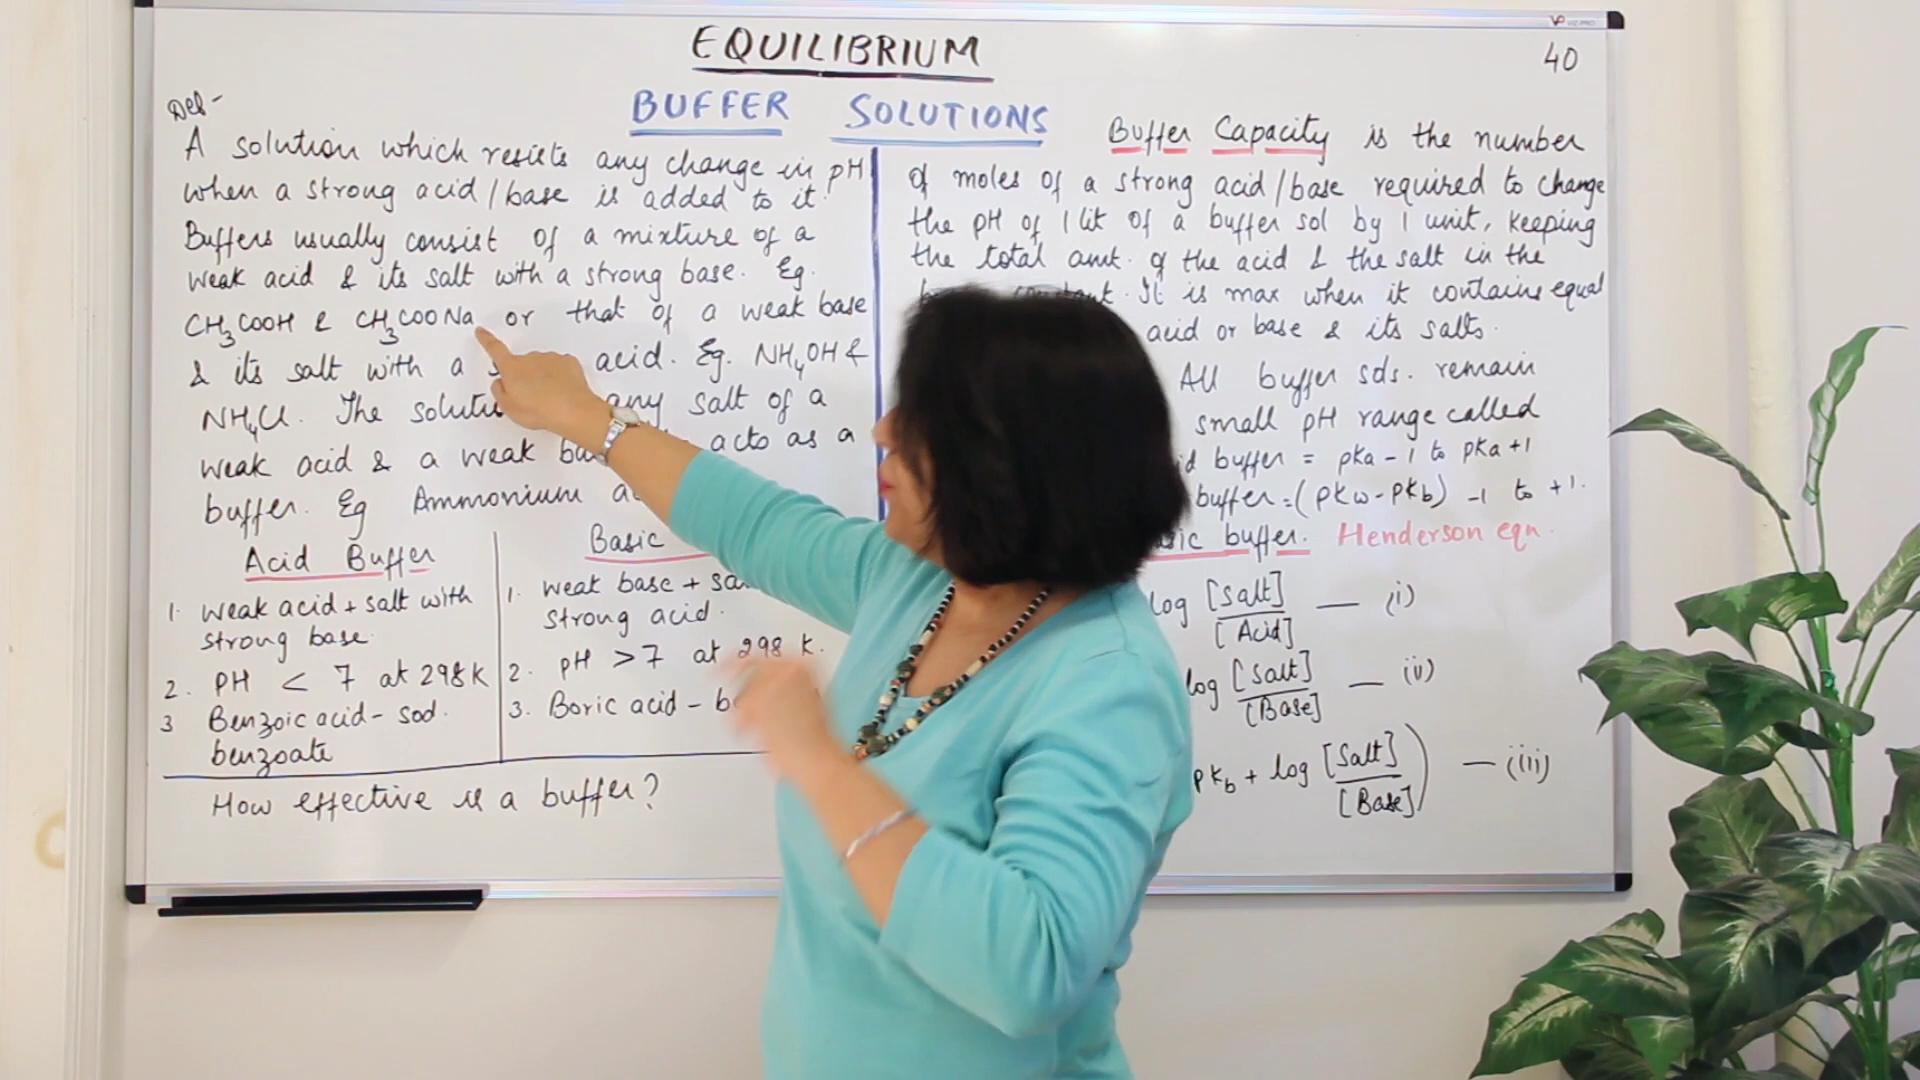 VP VIZ-PRO
EQUILIBRIUM
40
BUFFER SOLUTIONS
Def -
A solution which resists any change in pH
when a strong acid/base is added to it.
Buffers usually consist of a mixture of a
weak acid & its salt with a strong base. Eg.
CH3COOH & CH3COONa or that of a weak base
& its salt with a acid. Eg. NH4OH &
NH4Cl. The any salt of a
weak acid & a weak acts as a
buffer. Eg Ammonium
Acid Buffer
1. weak acid + salt with
strong base.
2. PH < 7 at 298K
3 Benzoic acid - sod.
benzoate
Basic
1. weak base +
strong acid.
2. pH > 7 at 298 K.
3. Boric acid -
How effective is a buffer?
Buffer Capacity is the number
of moles of a strong acid/base required to change
the pH of 1 lit of a buffer sol by 1 unit, keeping
the total amt. of the acid & the salt in the
constant. It is max when it contains equal
acid or base & its salts.
All buffer sols. remain
small pH range called
buffer = pKa - 1 to pKa + 1
buffer = (pKw - pKb) -1 to +1.
buffer. Henderson eqn.
log [Salt]/[Acid] — (i)
log [Salt]/[Base] — (ii)
pKb + log [Salt]/[Base]) — (iii)